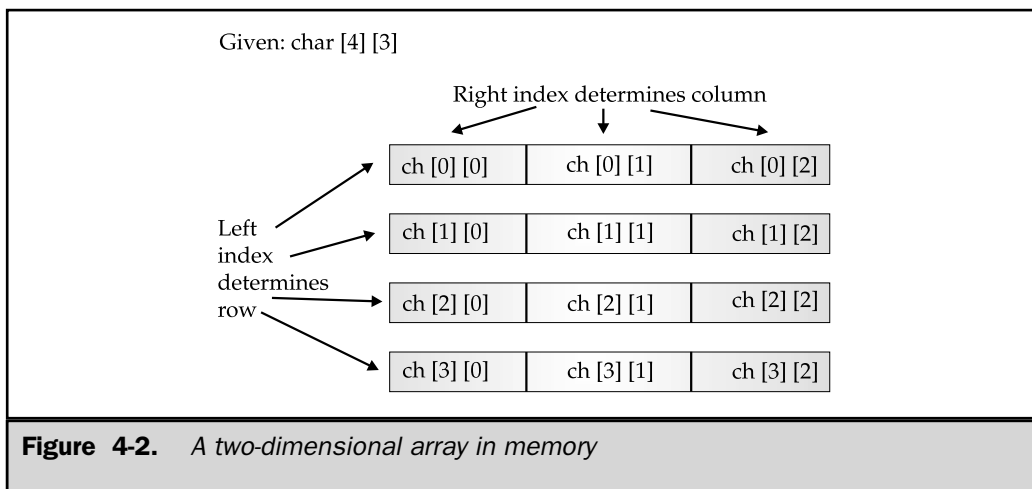 Given: char [4] [3]
Right index determines column
ch [0] [0] ch [0] [1] ch [0] [2]
Left
index
determines
row
ch [1] [0] ch [1] [1] ch [1] [2]
ch [2] [0] ch [2] [1] ch [2] [2]
ch [3] [0] ch [3] [1] ch [3] [2]
Figure 4-2. A two-dimensional array in memory